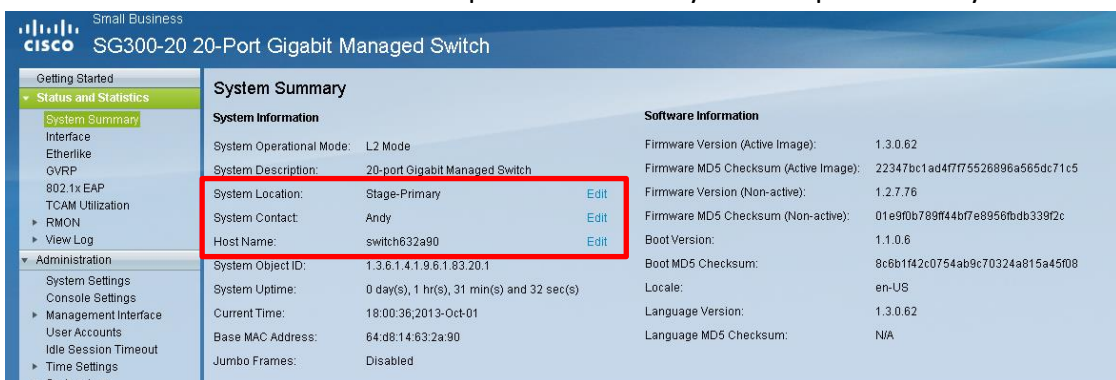 Small Business
CISCO SG300-20 20-Port Gigabit Managed Switch
Getting Started
Status and Statistics
System Summary
Interface
Etherlike
GVRP
802.1x EAP
TCAM Utilization
RMON
View Log
Administration
System Settings
Console Settings
Management Interface
User Accounts
Idle Session Timeout
Time Settings
System Summary
System Information
System Operational Mode: L2 Mode
System Description: 20-port Gigabit Managed Switch
System Location: Stage-Primary Edit
System Contact: Andy Edit
Host Name: switch632a90 Edit
System Object ID: 1.3.6.1.4.1.9.6.1.83.20.1
System Uptime: 0 day(s), 1 hr(s), 31 min(s) and 32 sec(s)
Current Time: 18:00:36;2013-Oct-01
Base MAC Address: 64:d8:14:63:2a:90
Jumbo Frames: Disabled
Software Information
Firmware Version (Active Image): 1.3.0.62
Firmware MD5 Checksum (Active Image): 22347bc1ad4f7f75526896a565dc71c5
Firmware Version (Non-active): 1.2.7.76
Firmware MD5 Checksum (Non-active): 01e9f0b789ff44bf7e8956fbdb339f2c
Boot Version: 1.1.0.6
Boot MD5 Checksum: 8c6b1f42c0754ab9c70324a815a45f08
Locale: en-US
Language Version: 1.3.0.62
Language MD5 Checksum: N/A